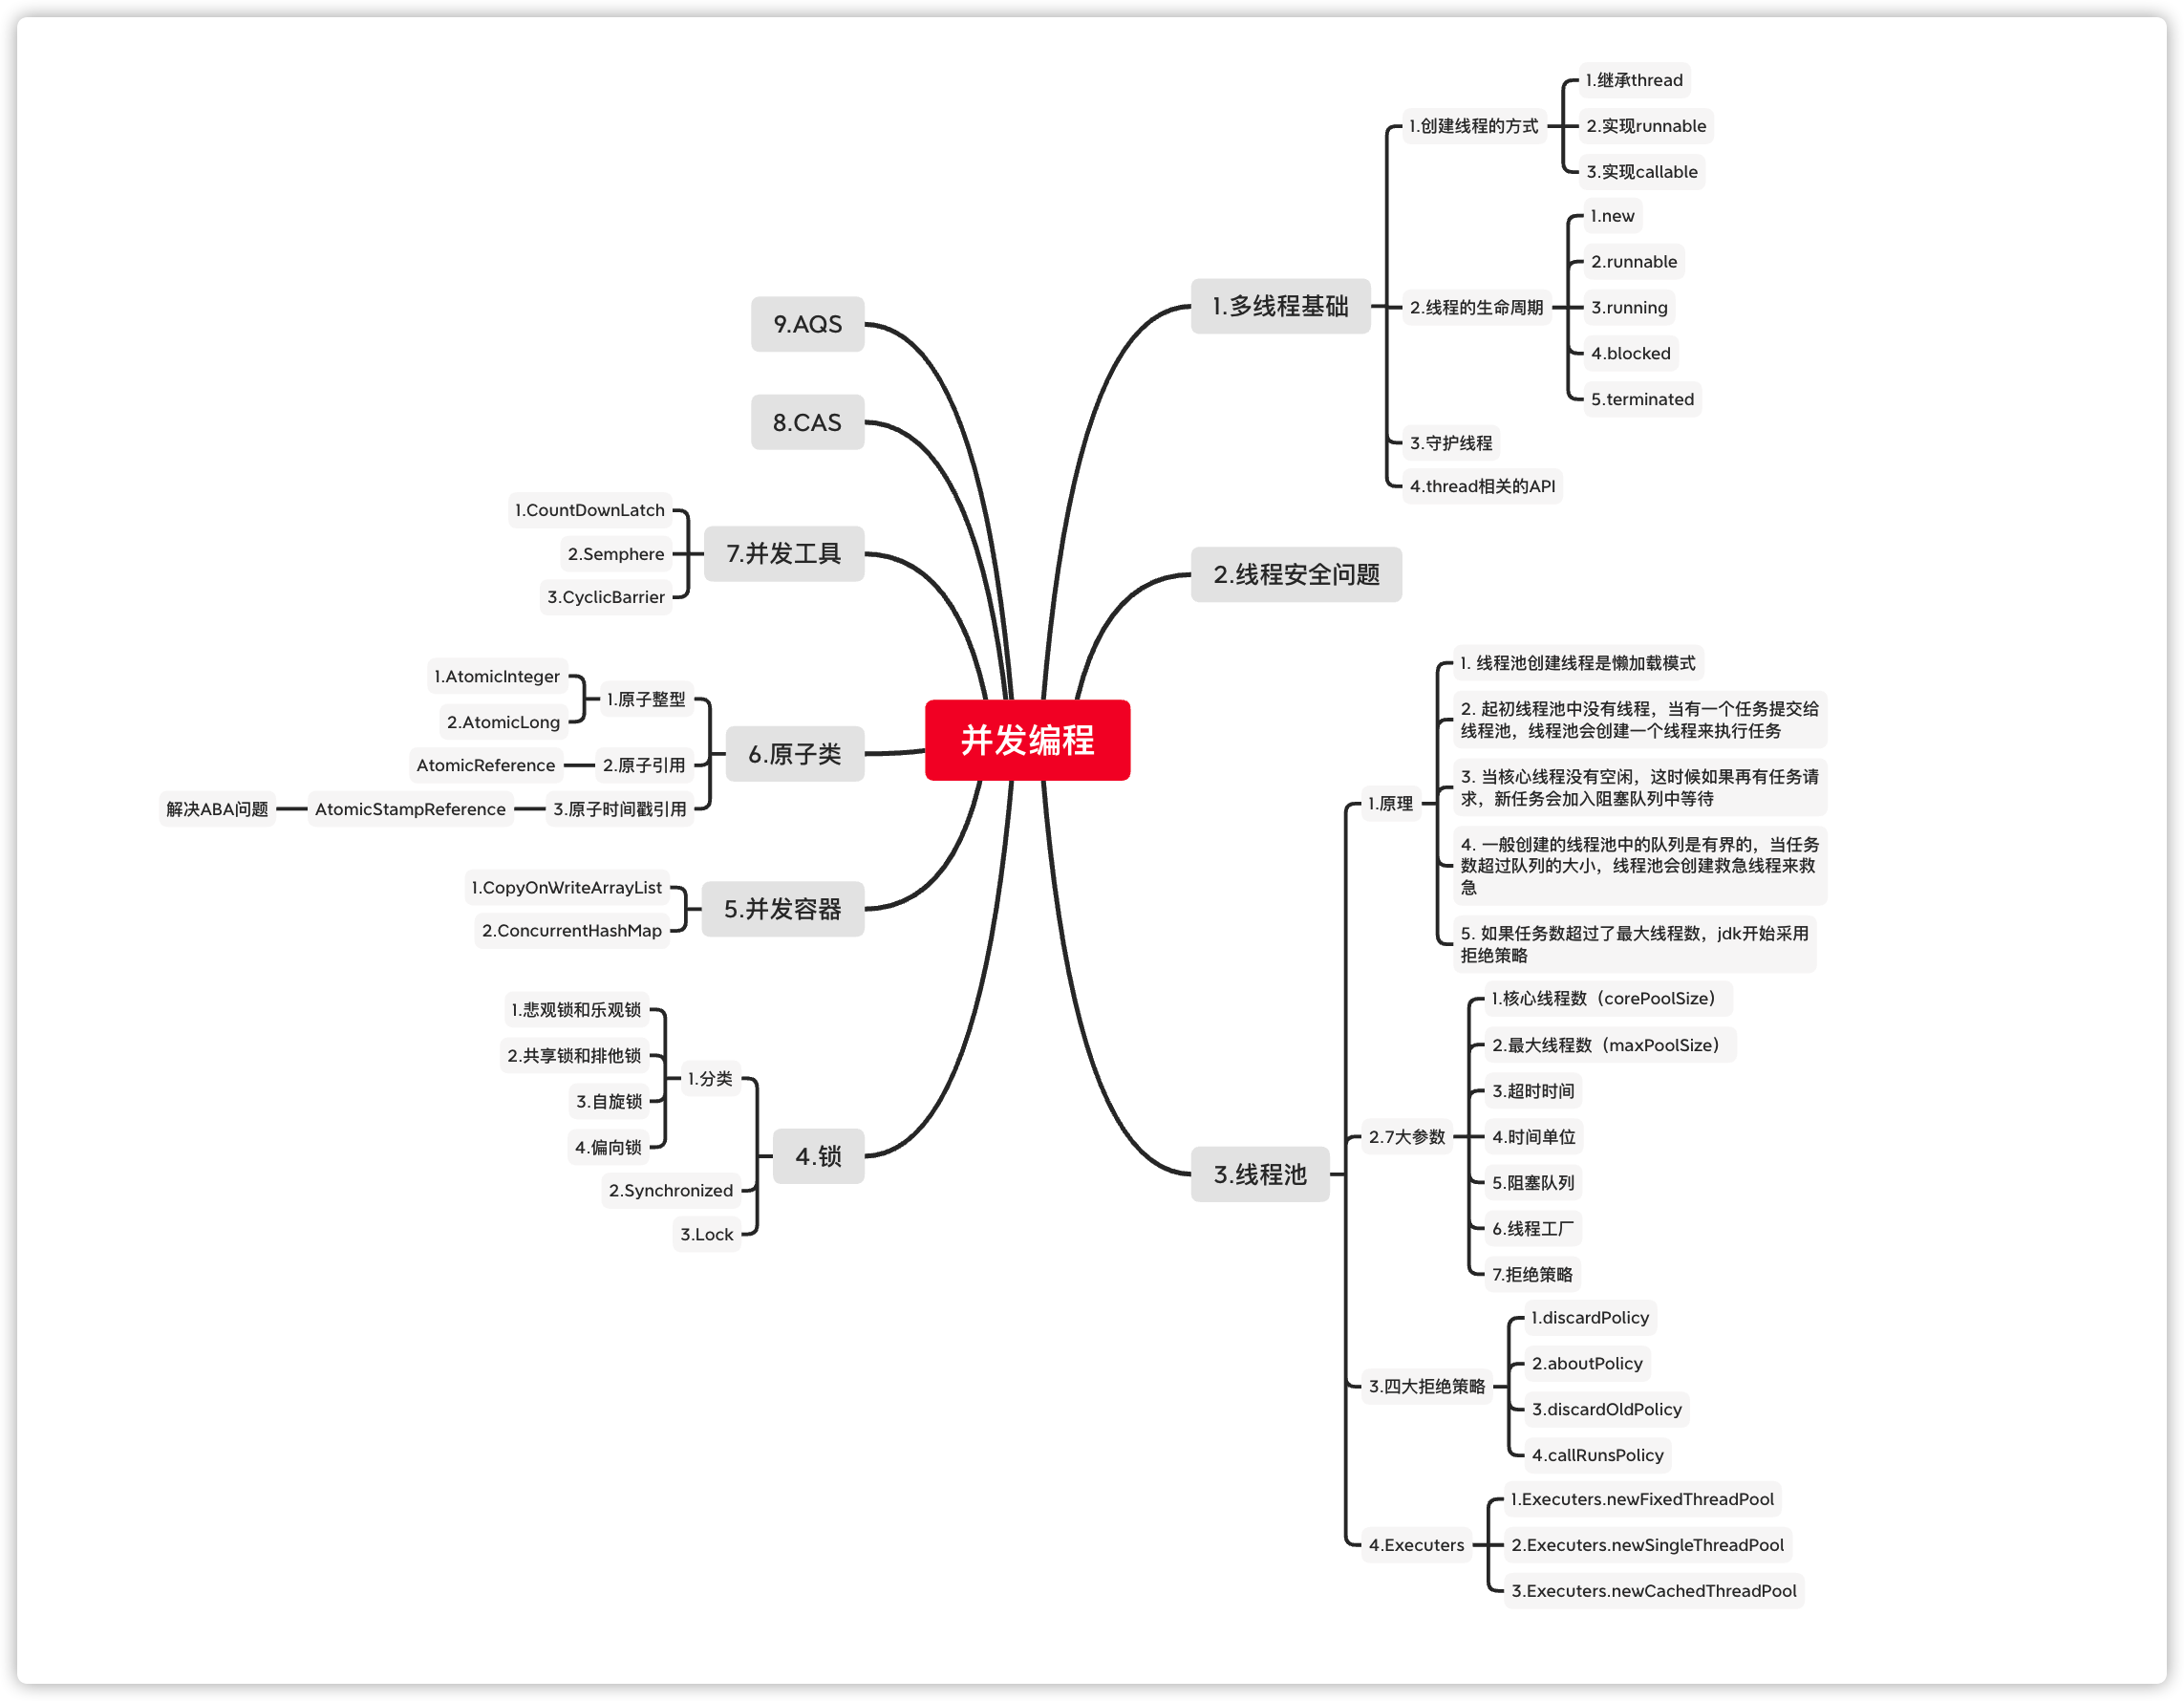 并发编程
1.多线程基础
1.创建线程的方式
1.继承thread
2.实现runnable
3.实现callable
2.线程的生命周期
1.new
2.runnable
3.running
4.blocked
5.terminated
3.守护线程
4.thread相关的API
2.线程安全问题
3.线程池
1.原理
1. 线程池创建线程是懒加载模式
2. 起初线程池中没有线程，当有一个任务提交给
线程池，线程池会创建一个线程来执行任务
3. 当核心线程没有空闲，这时候如果再有任务请
求，新任务会加入阻塞队列中等待
4. 一般创建的线程池中的队列是有界的，当任务
数超过队列的大小，线程池会创建救急线程来救
急
5. 如果任务数超过了最大线程数，jdk开始采用
拒绝策略
2.7大参数
1.核心线程数（corePoolSize）
2.最大线程数（maxPoolSize）
3.超时时间
4.时间单位
5.阻塞队列
6.线程工厂
7.拒绝策略
3.四大拒绝策略
1.discardPolicy
2.aboutPolicy
3.discardOldPolicy
4.callRunsPolicy
4.Executers
1.Executers.newFixedThreadPool
2.Executers.newSingleThreadPool
3.Executers.newCachedThreadPool
4.锁
1.分类
1.悲观锁和乐观锁
2.共享锁和排他锁
3.自旋锁
4.偏向锁
2.Synchronized
3.Lock
5.并发容器
1.CopyOnWriteArrayList
2.ConcurrentHashMap
6.原子类
1.原子整型
1.AtomicInteger
2.AtomicLong
2.原子引用
AtomicReference
3.原子时间戳引用
AtomicStampReference
解决ABA问题
7.并发工具
1.CountDownLatch
2.Semphere
3.CyclicBarrier
8.CAS
9.AQS